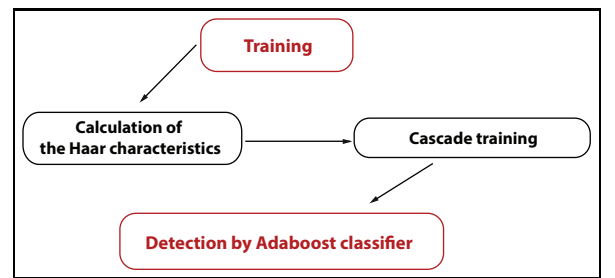 Training
Calculation of
the Haar characteristics
Cascade training
Detection by Adaboost classifier